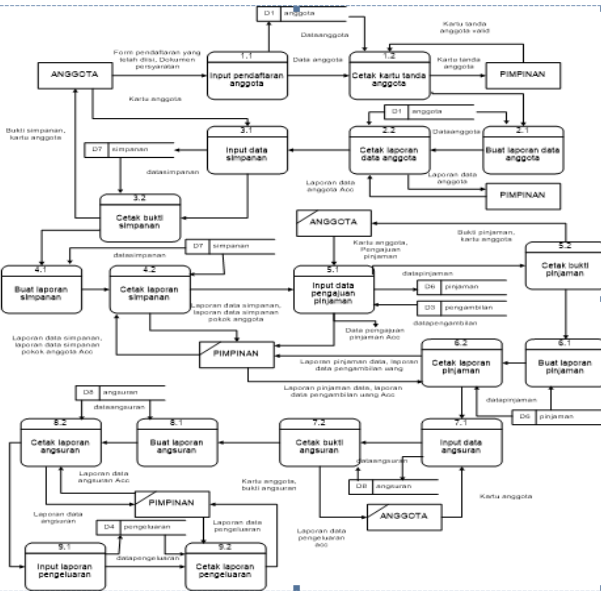 D1 anggota
Dataanggota
Kartu tanda
anggota valid
Form pendaftaran yang
telah diisi, Dokumen
persyaratan
1.1
Input pendaftaran
anggota
Data anggota
1.2
Cetak kartu tanda
anggota
Kartu tanda
anggota
PIMPINAN
ANGGOTA
Kartu anggota
Bukti simpanan,
kartu anggota
D1 anggota
3.1
Input data
simpanan
2.2
Cetak laporan
data anggota
Dataanggota
2.1
Buat laporan data
anggota
D7 simpanan
datasimpanan
Laporan data
anggota Acc
Laporan data
anggota
PIMPINAN
3.2
Cetak bukti
simpanan
ANGGOTA
Bukti pinjaman,
kartu anggota
Kartu anggota,
Pengajuan
pinjaman
D7 simpanan
datasimpanan
5.2
Cetak bukti
pinjaman
4.1
Buat laporan
simpanan
4.2
Cetak laporan
simpanan
5.1
Input data
pengajuan
pinjaman
datapinjaman
D6 pinjaman
D3 pengambilan
datapengambilan
Laporan data simpanan,
laporan data simpanan
pokok anggota
Data pengajuan
pinjaman Acc
Laporan data simpanan,
laporan data simpanan
pokok anggota Acc
PIMPINAN
6.2
Cetak laporan
pinjaman
6.1
Buat laporan
pinjaman
Laporan pinjaman data, laporan
data pengambilan uang
Laporan pinjaman data, laporan
data pengambilan uang Acc
datapinjaman
D6 pinjaman
D8 angsuran
dataangsuran
8.2
Cetak laporan
angsuran
8.1
Buat laporan
angsuran
7.2
Cetak bukti
angsuran
7.1
Input data
angsuran
dataangsuran
D8 angsuran
Laporan data
angsuran Acc
Kartu anggota,
bukti angsuran
Kartu anggota
PIMPINAN
ANGGOTA
Laporan data
angsuran
D4 pengeluaran
Laporan data
pengeluaran
Laporan data
pengeluaran
acc
9.1
Input laporan
pengeluaran
datapengeluaran
9.2
Cetak laporan
pengeluaran